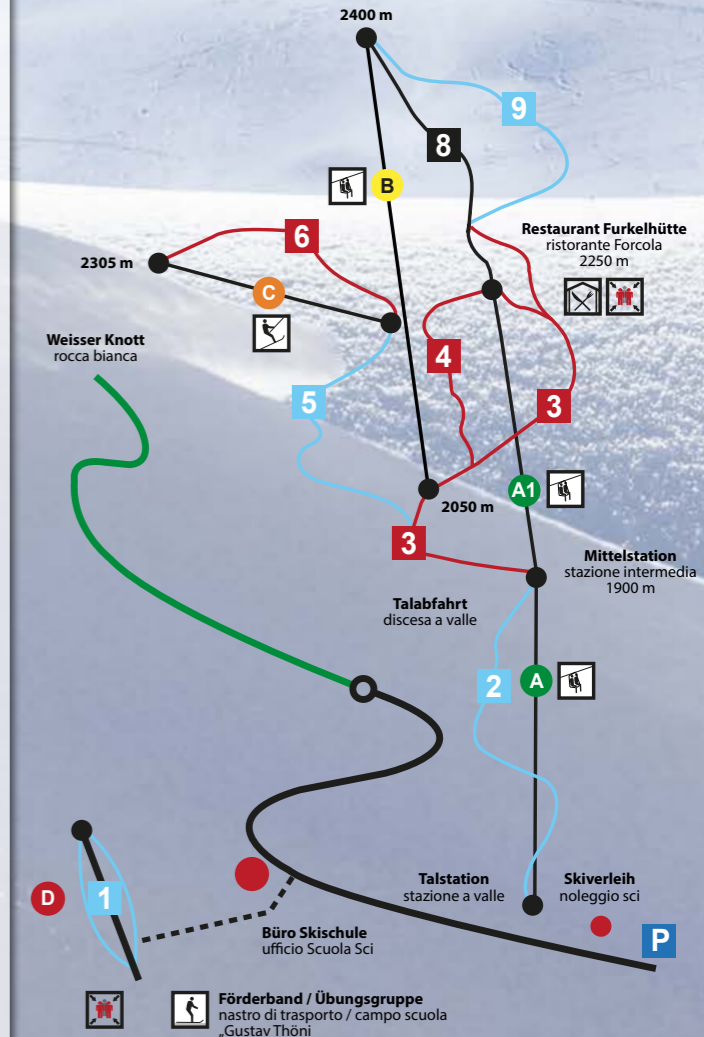 2400 m
9
8
B
Restaurant Furkelhütte
ristorante Forcola
2250 m
6
2305 m
C
Weisser Knott
rocca bianca
4
5
3
A1
2050 m
3
Mittelstation
stazione intermedia
1900 m
Talabfahrt
discesa a valle
2
A
Talstation
stazione a valle
Skiverleih
noleggio sci
D
1
Büro Skischule
ufficio Scuola Sci
P
Förderband / Übungsgruppe
nastro di trasporto / campo scuola
„Gustav Thöni